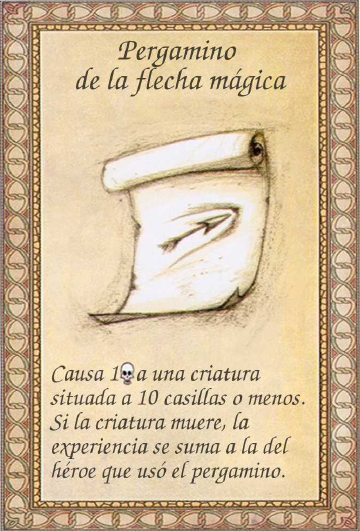 Pergamino
de la flecha mágica
Causa 1💀 a una criatura
situada a 10 casillas o menos.
Si la criatura muere, la
experiencia se suma a la del
héroe que usó el pergamino.